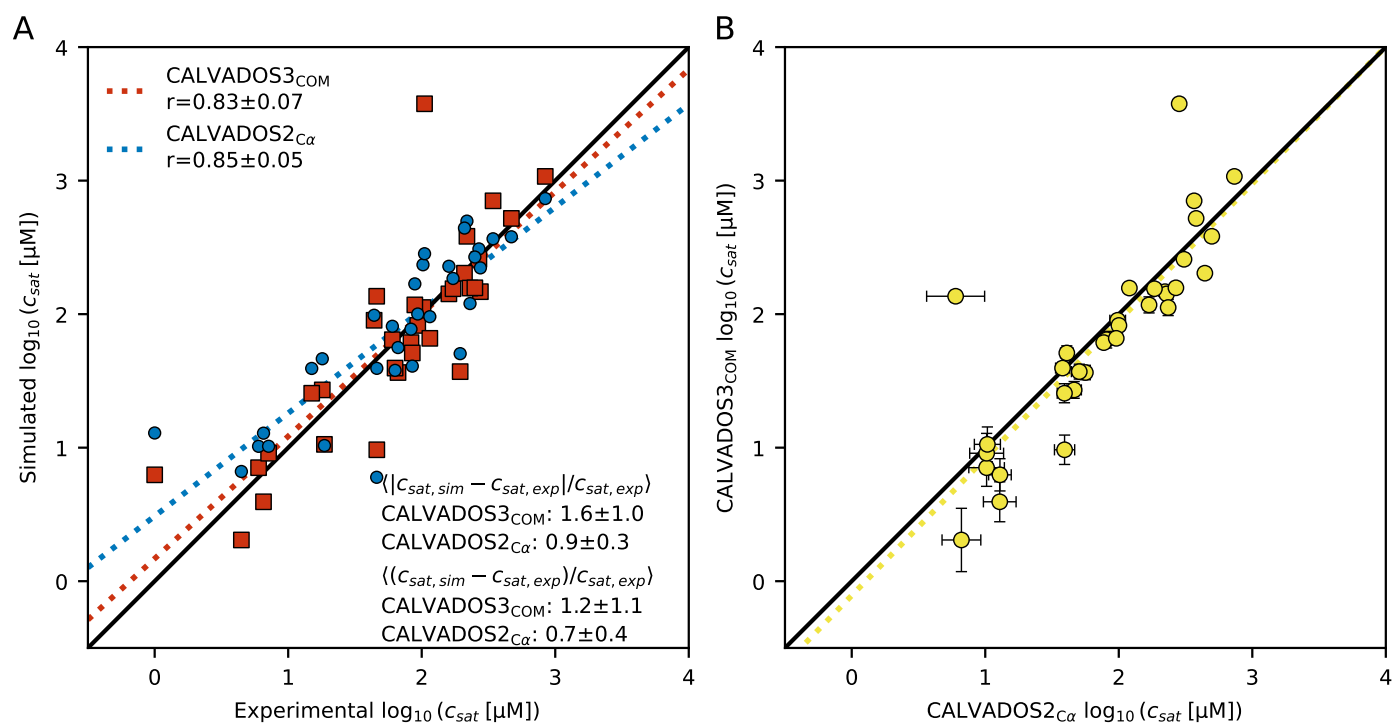 A
CALVADOS3COM
r=0.83±0.07
CALVADOS2Cα
r=0.85±0.05
4
3
2
1
0
Simulated log10 (csat [µM])
⟨|csat,sim − csat,exp|/csat,exp⟩
CALVADOS3COM: 1.6±1.0
CALVADOS2Cα: 0.9±0.3
⟨(csat,sim − csat,exp)/csat,exp⟩
CALVADOS3COM: 1.2±1.1
CALVADOS2Cα: 0.7±0.4
0 1 2 3 4
Experimental log10 (csat [µM])
B
4
3
2
1
0
CALVADOS3COM log10 (csat [µM])
0 1 2 3 4
CALVADOS2Cα log10 (csat [µM])